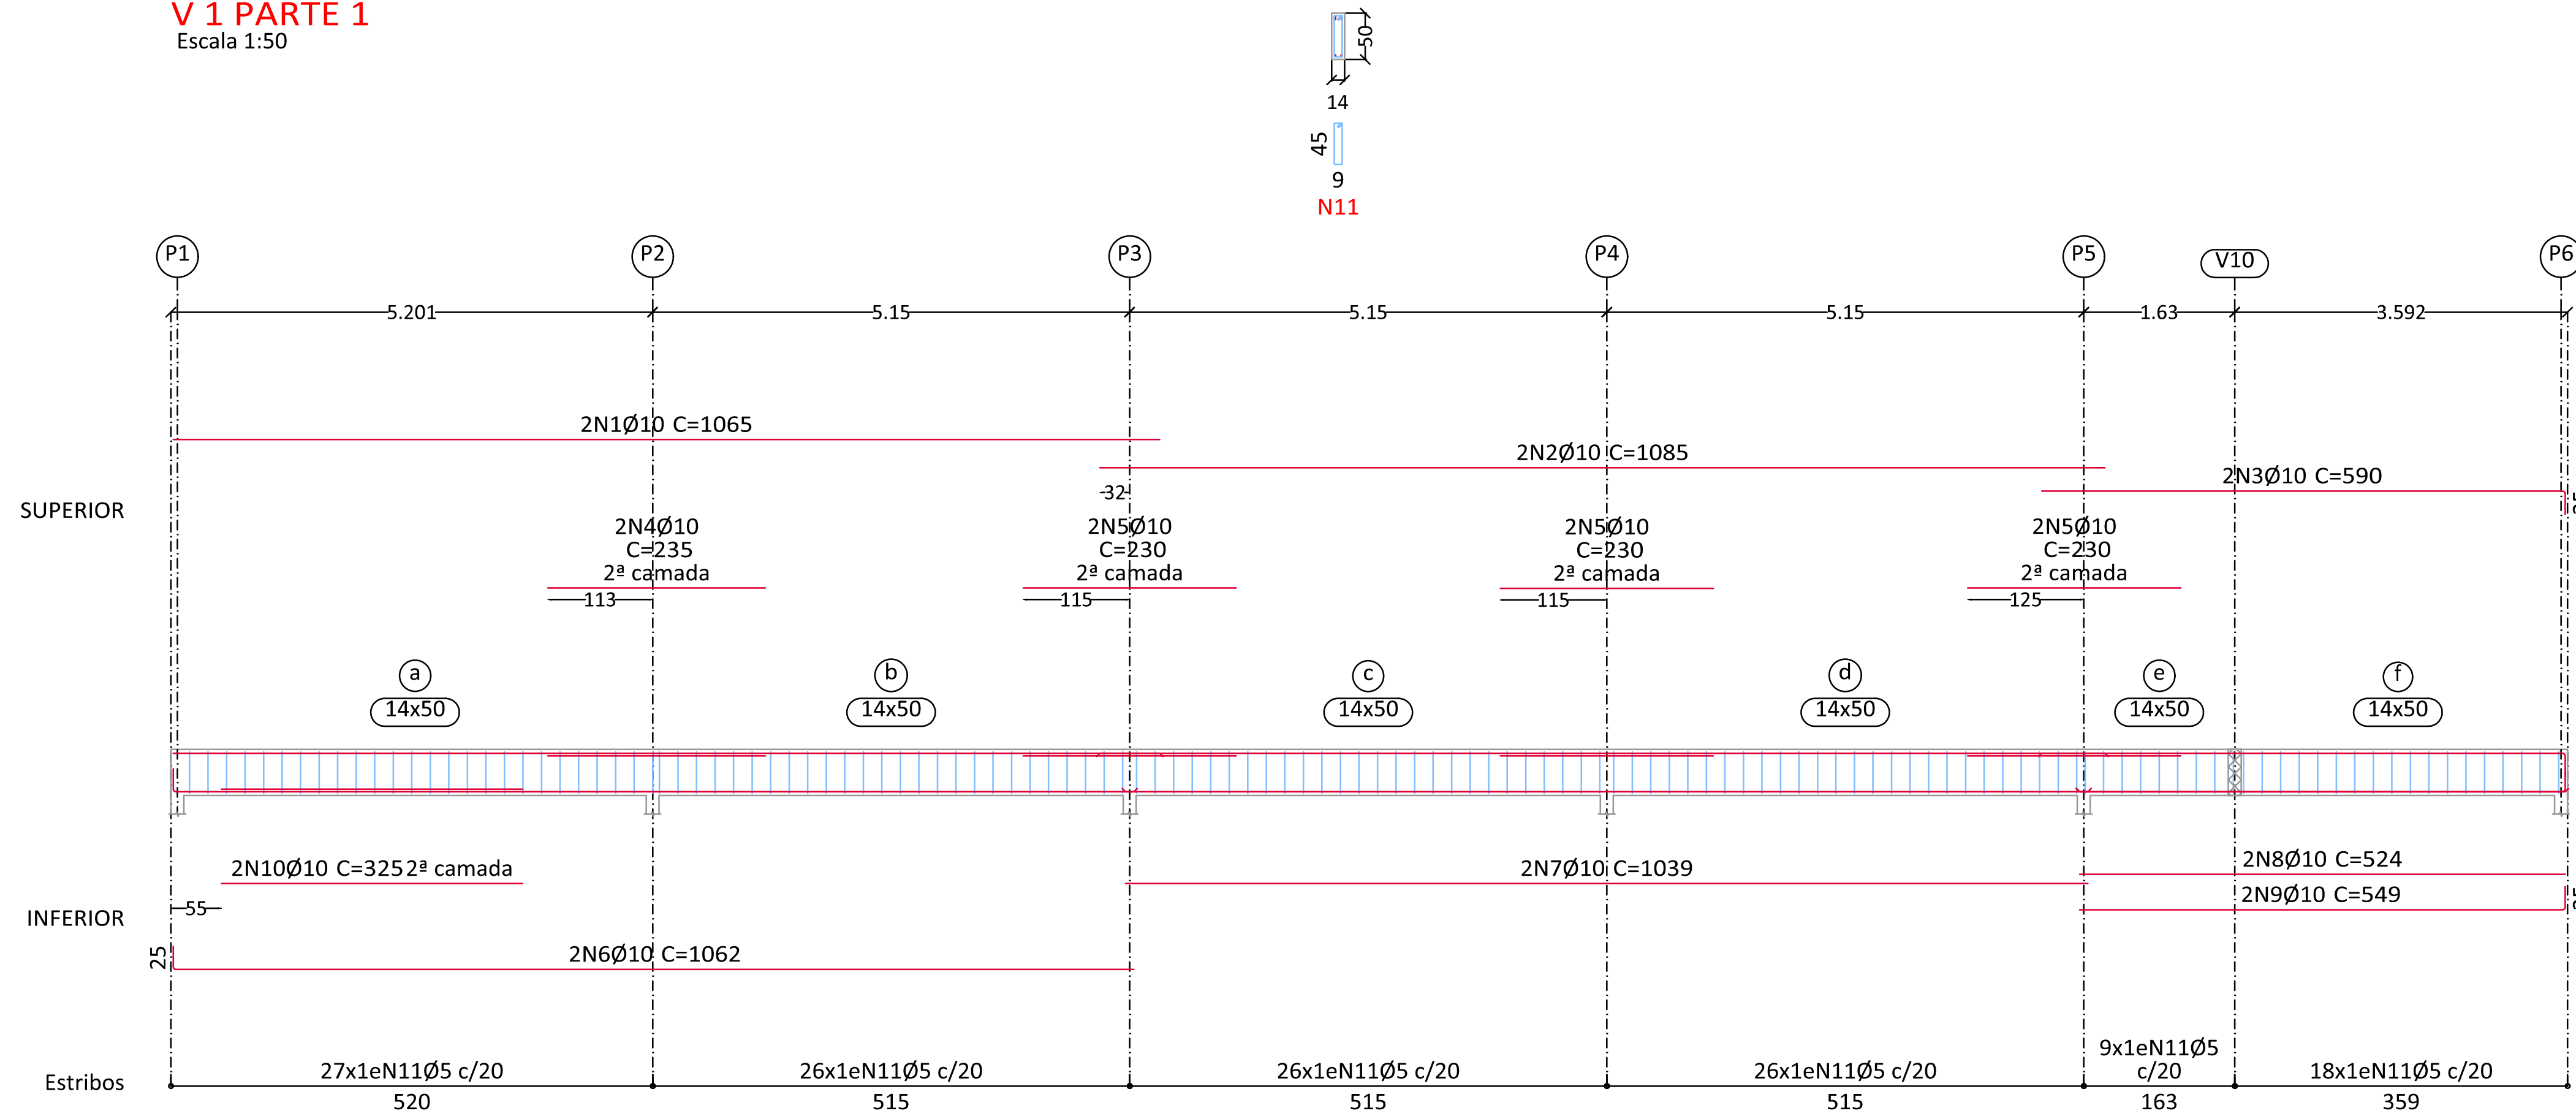 V 1 PARTE 1
Escala 1:50
50
14
45
9
N11
P1 P2 P3 P4 P5 V10 P6
5.201 5.15 5.15 5.15 1.63 3.592
2N1Ø10 C=1065
2N2Ø10 C=1085
2N3Ø10 C=590
32
SUPERIOR
2N4Ø10 2N5Ø10 2N5Ø10 2N5Ø10
C=235 C=230 C=230 C=230
2ª camada 2ª camada 2ª camada 2ª camada
113 115 115 125
a b c d e f
14x50 14x50 14x50 14x50 14x50 14x50
2N8Ø10 C=524
2N10Ø10 C=325 2ª camada 2N7Ø10 C=1039
2N9Ø10 C=549
55
INFERIOR
25
2N6Ø10 C=1062
9x1eN11Ø5
Estribos 27x1eN11Ø5 c/20 26x1eN11Ø5 c/20 26x1eN11Ø5 c/20 26x1eN11Ø5 c/20 c/20 18x1eN11Ø5 c/20
520 515 515 515 163 359